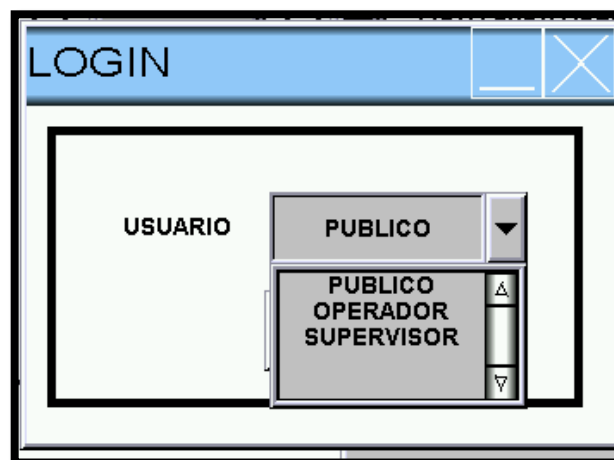 LOGIN
USUARIO PUBLICO
PUBLICO
OPERADOR
SUPERVISOR